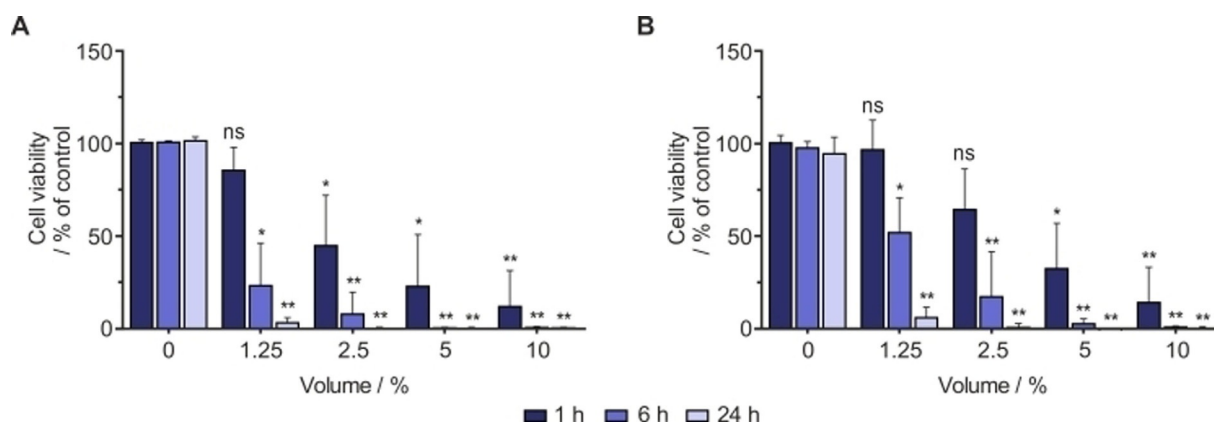 A
Cell viability
/ % of control
150
100
50
0
ns
*
**
*
**
**
*
**
**
**
**
**
0
1.25
2.5
5
10
Volume / %
B
Cell viability
/ % of control
150
100
50
0
ns
*
**
ns
**
**
*
**
**
**
**
**
0
1.25
2.5
5
10
Volume / %
1 h
6 h
24 h